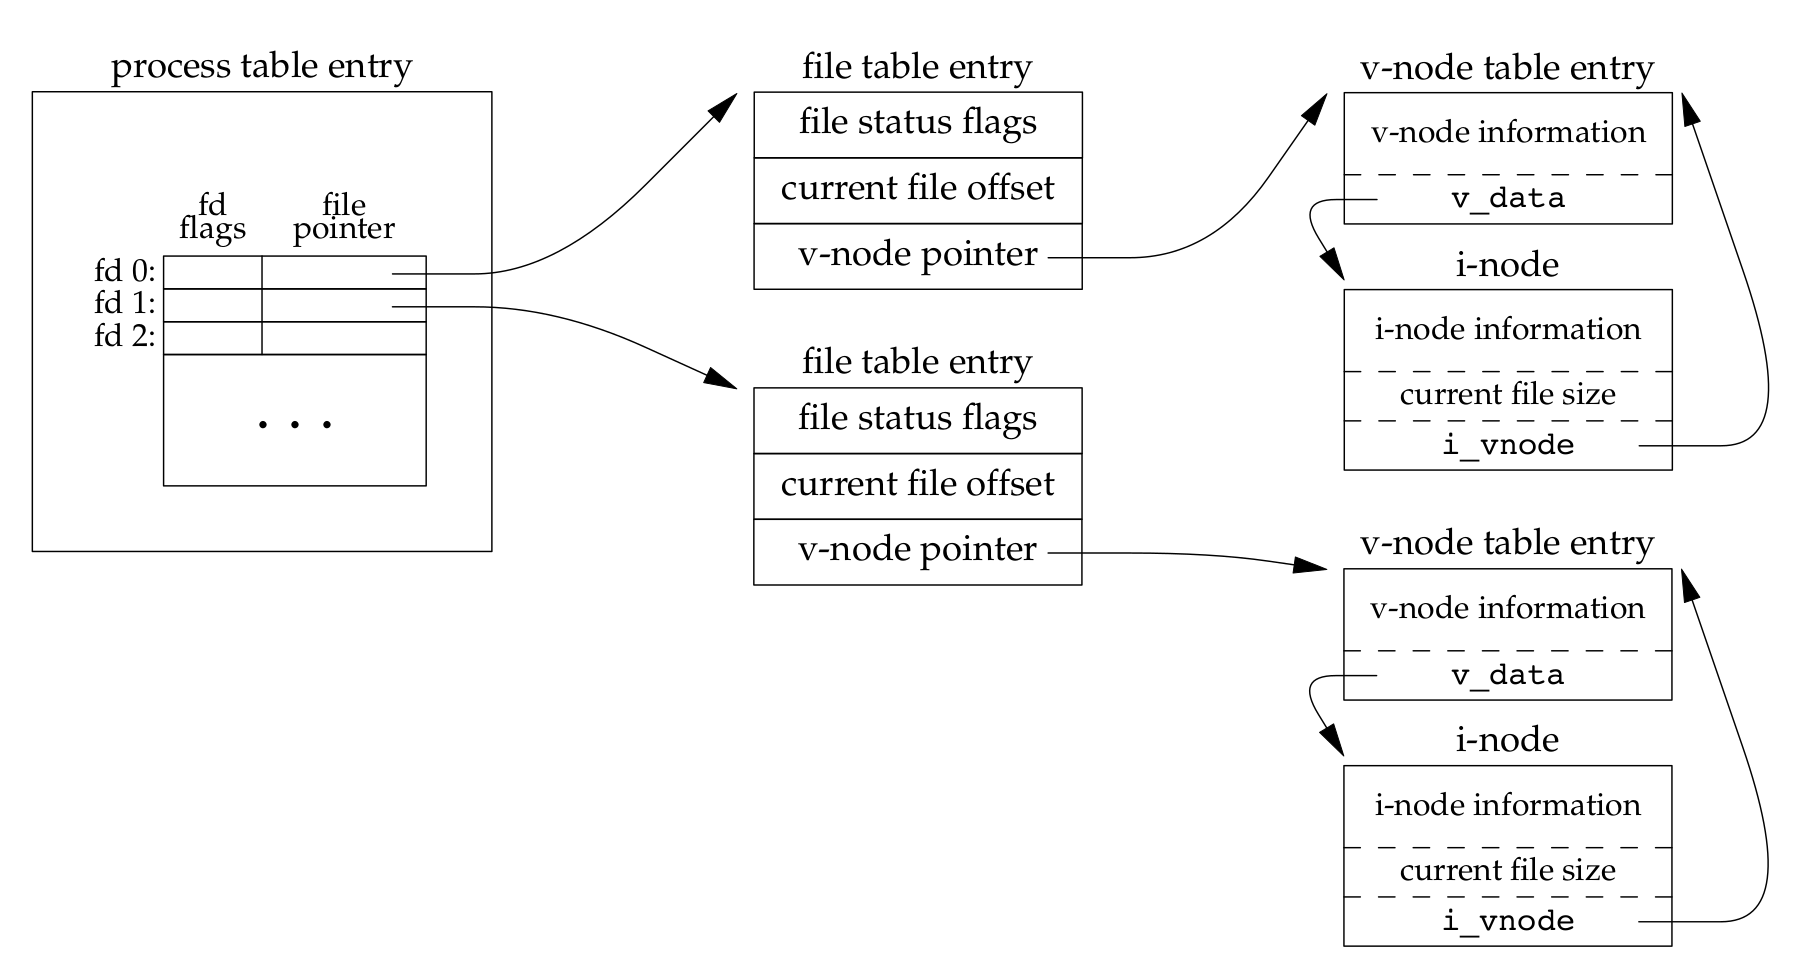 process table entry
fd
flags
file
pointer
fd 0:
fd 1:
fd 2:
. . .
file table entry
file status flags
current file offset
v-node pointer
file table entry
file status flags
current file offset
v-node pointer
v-node table entry
v-node information
v_data
i-node
i-node information
current file size
i_vnode
v-node table entry
v-node information
v_data
i-node
i-node information
current file size
i_vnode